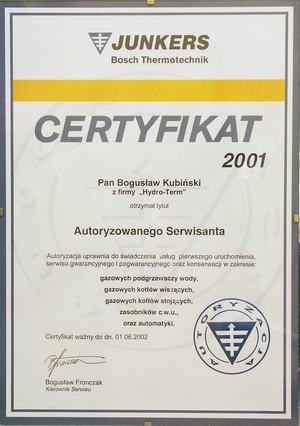 JUNKERS
Bosch Thermotechnik
CERTYFIKAT
2001
Pan Bogusław Kubiński
z firmy „Hydro-Term”
otrzymał tytuł
Autoryzowanego Serwisanta
Autoryzacja uprawnia do świadczenia usług pierwszego uruchomienia,
serwisu gwarancyjnego i pogwarancyjnego oraz konserwacji w zakresie:
gazowych podgrzewaczy wody,
gazowych kotłów wiszących,
gazowych kotłów stojących,
zasobników c.w.u.,
oraz automatyki.
Certyfikat ważny do dn. 01.06.2002
Bogusław Fronczak
Kierownik Serwisu
AUTORYZACJA